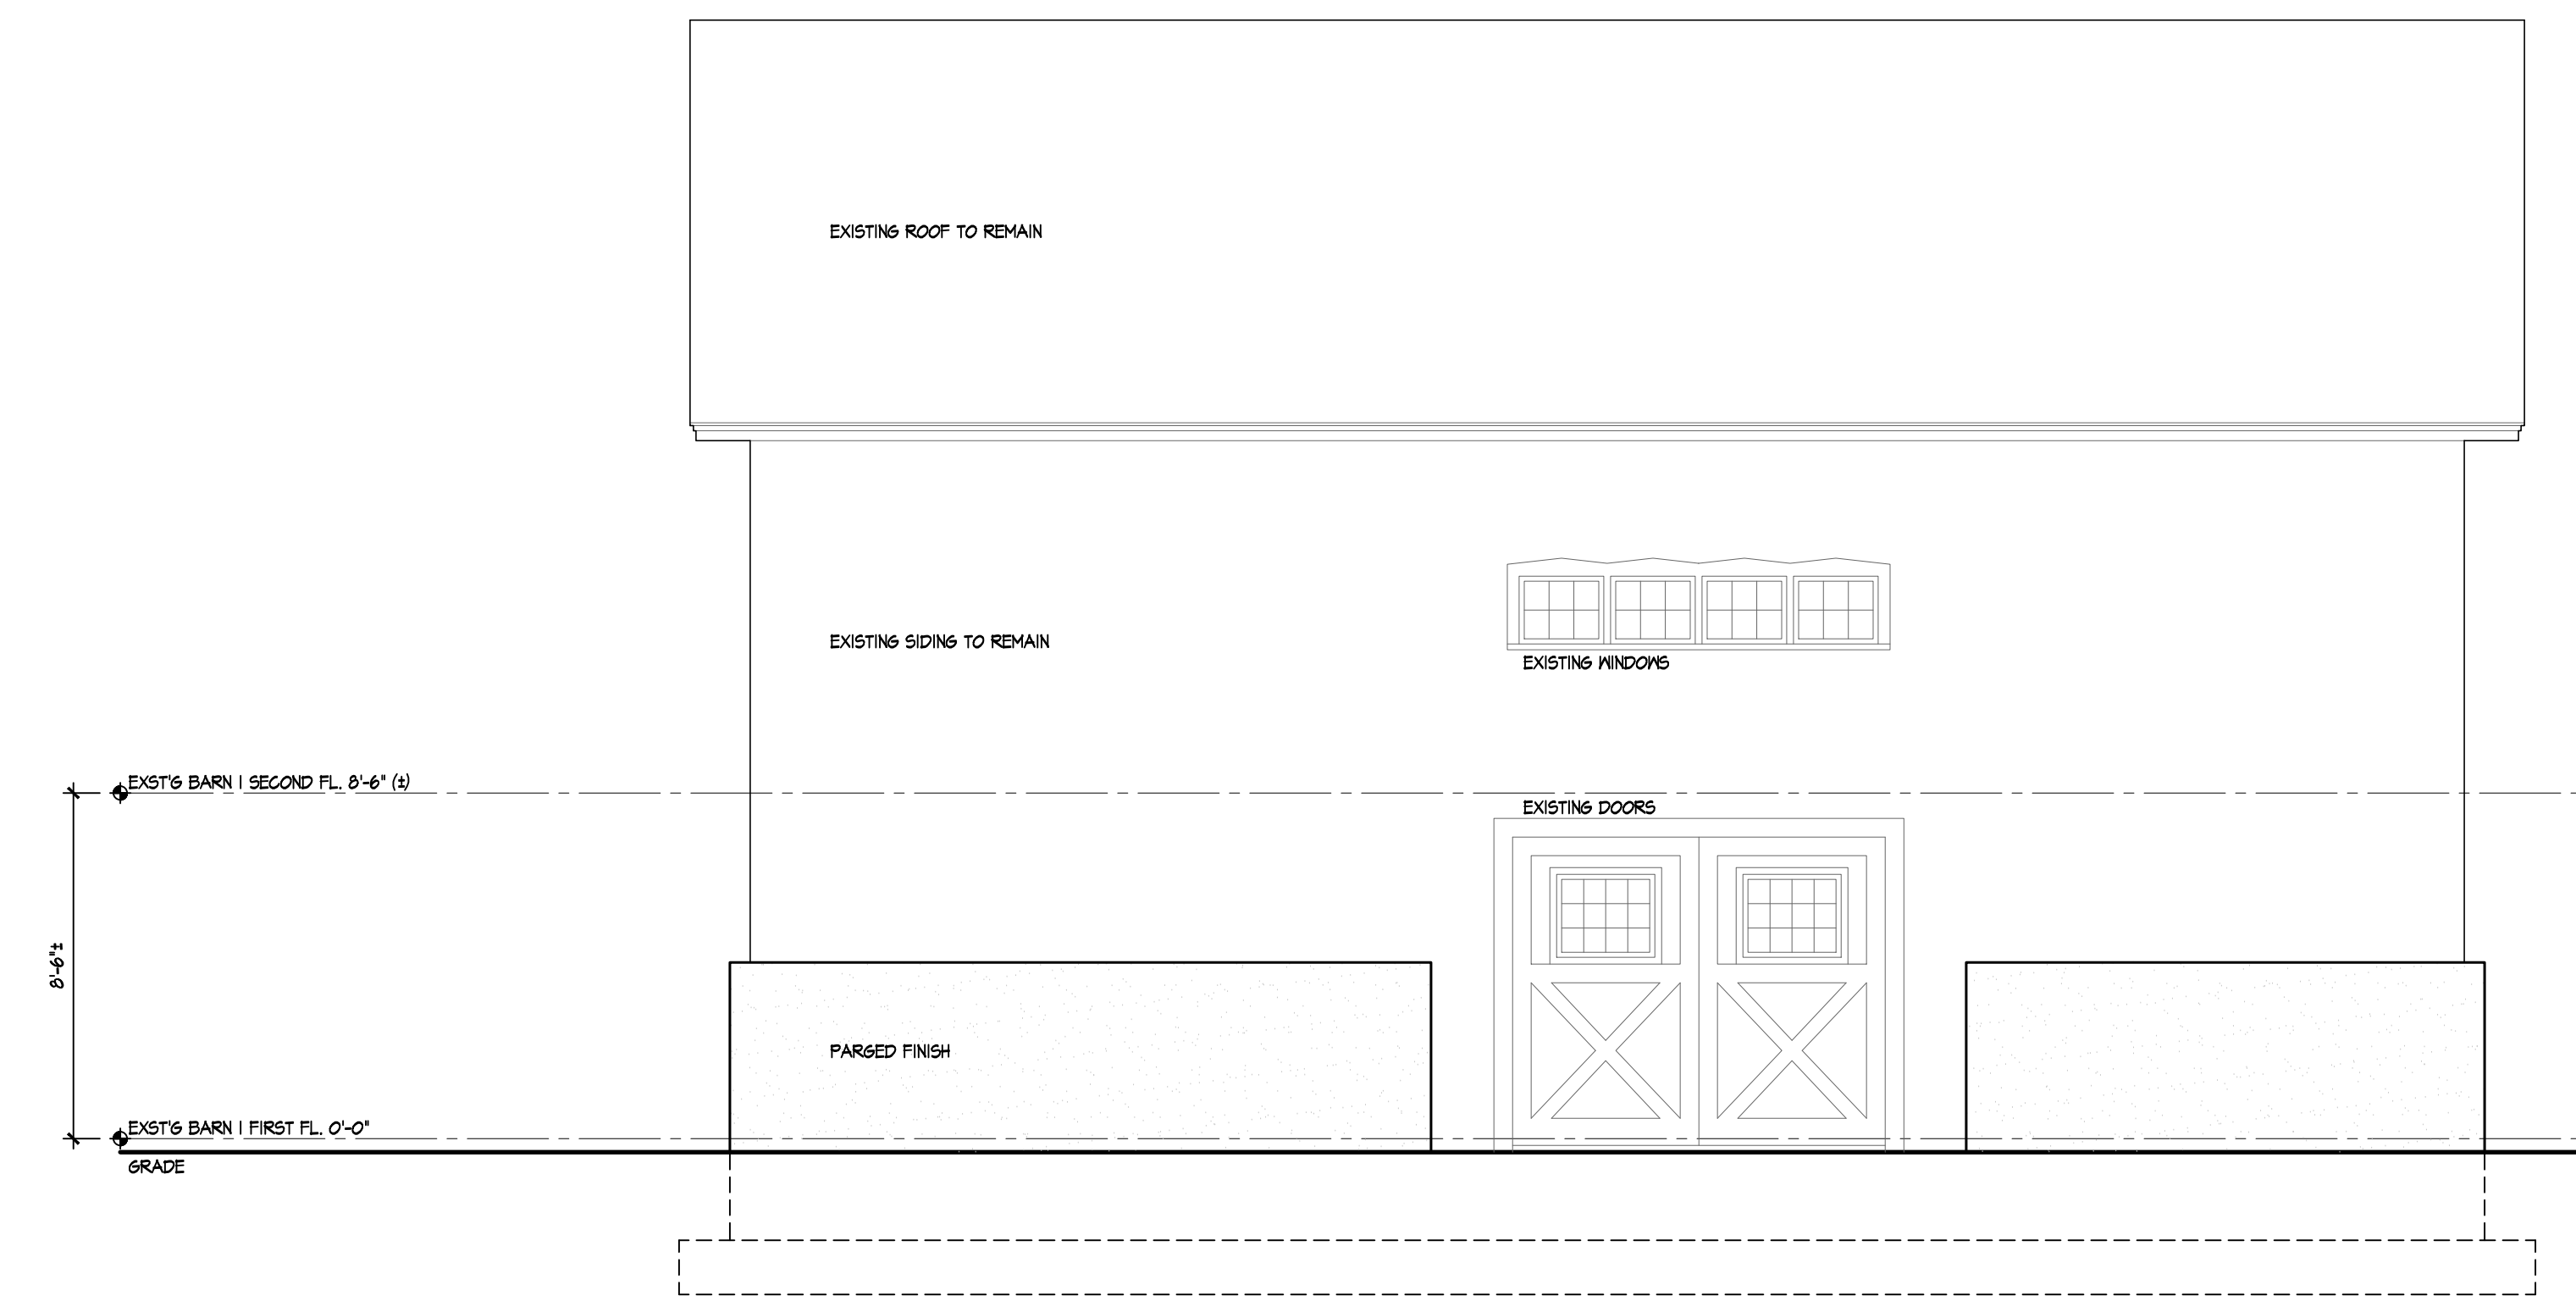 EXISTING ROOF TO REMAIN
EXISTING SIDING TO REMAIN
EXISTING WINDOWS
EXST'G BARN | SECOND FL. 8'-6" (±)
EXISTING DOORS
8'-6"±
PARGED FINISH
EXST'G BARN | FIRST FL. 0'-0"
GRADE